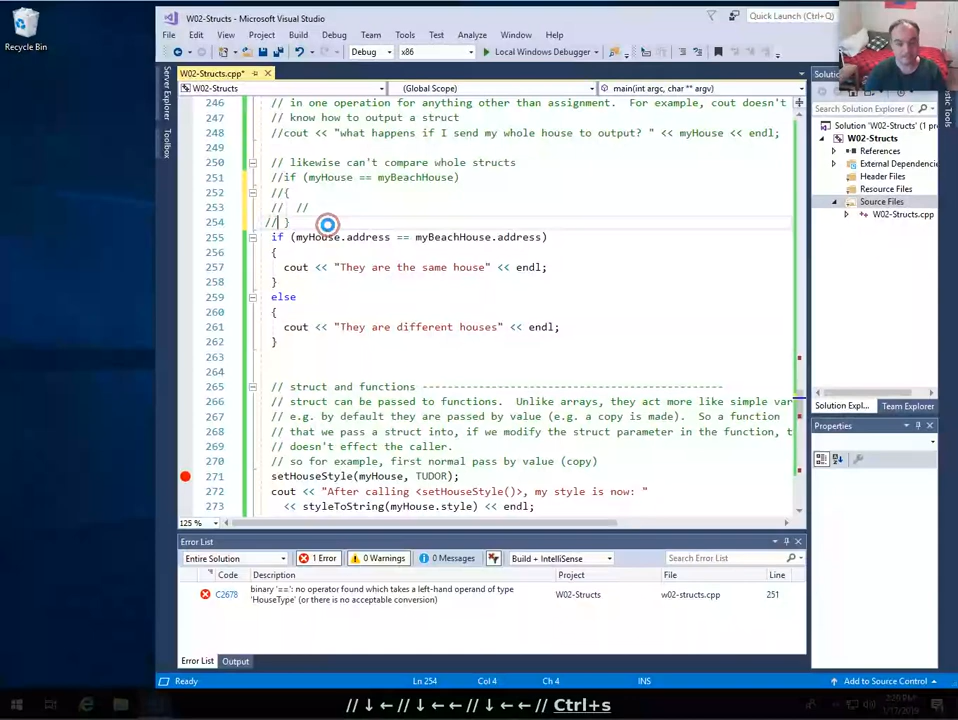 W02-Structs - Microsoft Visual Studio
Quick Launch (Ctrl+Q)
Recycle Bin
File Edit View Project Build Debug Team Tools Test Analyze Window Help
Debug x86 Local Windows Debugger
W02-Structs.cpp*
W02-Structs (Global Scope) main(int argc, char ** argv)
Server Explorer
Toolbox
246 // in one operation for anything other than assignment. For example, cout doesn't
247 // know how to output a struct
248 //cout << "what happens if I send my whole house to output? " << myHouse << endl;
249
250 // likewise can't compare whole structs
251 //if (myHouse == myBeachHouse)
252 //{
253 // //
254 // }
255 if (myHouse.address == myBeachHouse.address)
256 {
257 cout << "They are the same house" << endl;
258 }
259 else
260 {
261 cout << "They are different houses" << endl;
262 }
263
264
265 // struct and functions ------------------------------------------------
266 // struct can be passed to functions. Unlike arrays, they act more like simple var
267 // e.g. by default they are passed by value (e.g. a copy is made). So a function
268 // that we pass a struct into, if we modify the struct parameter in the function, t
269 // doesn't effect the caller.
270 // so for example, first normal pass by value (copy)
271 setHouseStyle(myHouse, TUDOR);
272 cout << "After calling <setHouseStyle()>, my style is now: "
273 << styleToString(myHouse.style) << endl;
125 %
Search Solution Explorer
Solution 'W02-Structs' (1 pro
W02-Structs
References
External Dependencie
Header Files
Resource Files
Source Files
W02-Structs.cpp
Solution Expl... Team Explorer
Properties
Error List
Entire Solution 1 Error 0 Warnings 0 Messages Build + IntelliSense Search Error List
Code Description Project File Line
C2678 binary '==': no operator found which takes a left-hand operand of type 'HouseType' (or there is no acceptable conversion) W02-Structs w02-structs.cpp 251
Error List Output
Ready Ln 254 Col 4 Ch 4 INS Add to Source Control
// ↓ ← // ↓ ← ← // ↓ ← ← // Ctrl+s